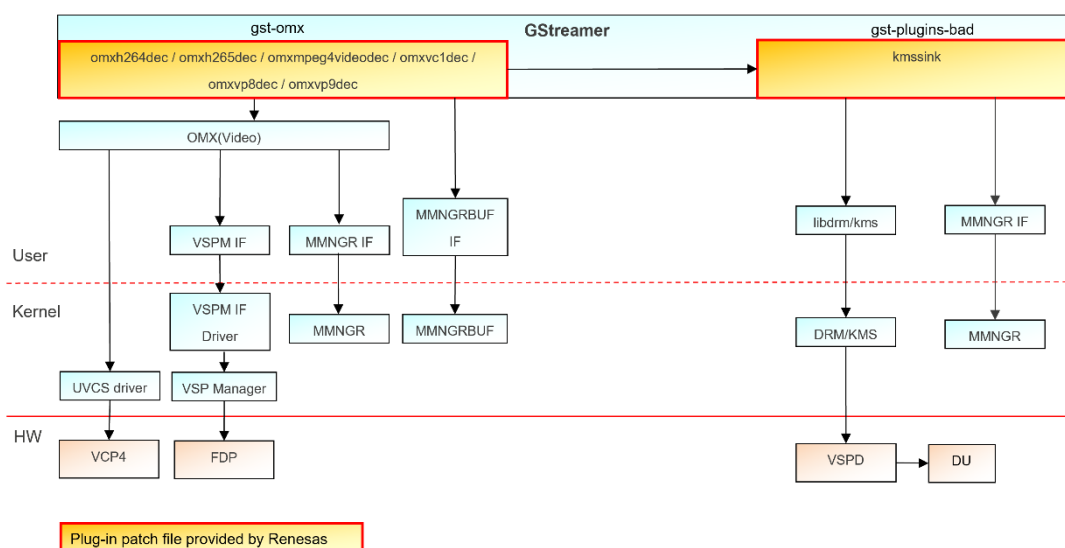 gst-omx
GStreamer
gst-plugins-bad
omxh264dec / omxh265dec / omxmpeg4videodec / omxvc1dec /
omxvp8dec / omxvp9dec
kmssink
OMX(Video)
MMNGRBUF
IF
VSPM IF
MMNGR IF
libdrm/kms
MMNGR IF
User
Kernel
VSPM IF
Driver
MMNGR
MMNGRBUF
DRM/KMS
MMNGR
UVCS driver
VSP Manager
HW
VCP4
FDP
VSPD
DU
Plug-in patch file provided by Renesas